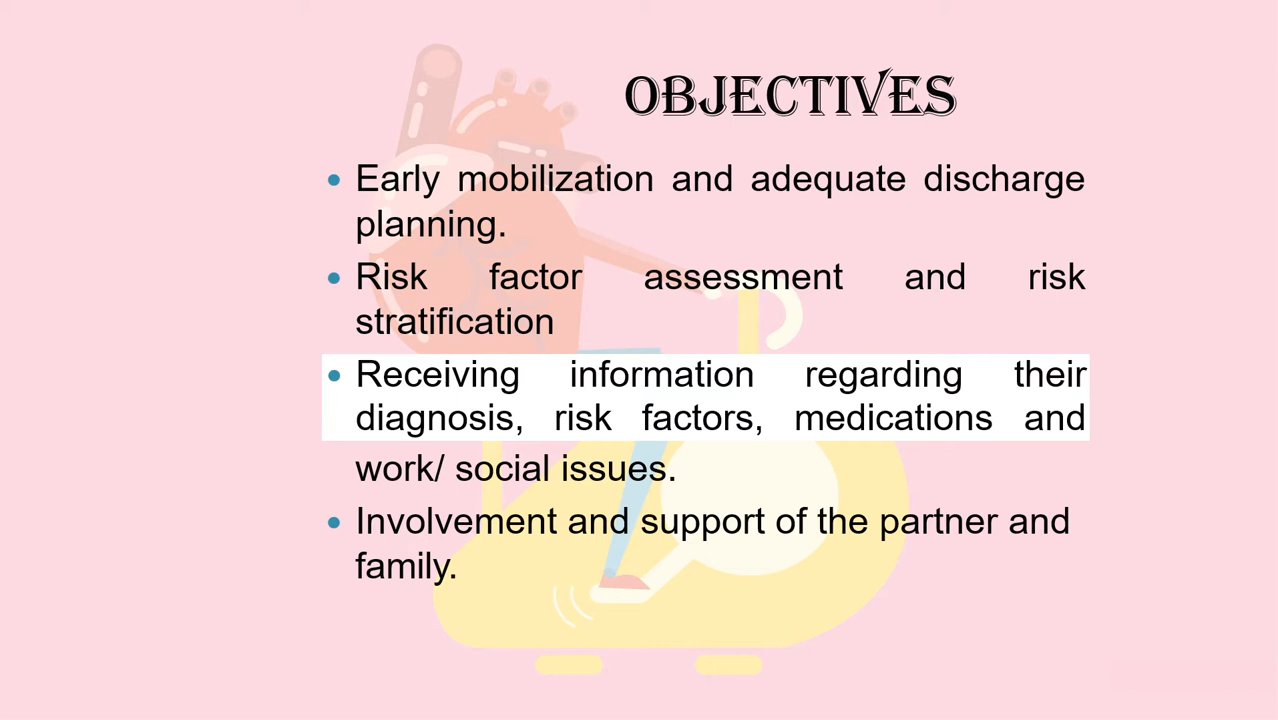 OBJECTIVES
• Early mobilization and adequate discharge
planning.
• Risk factor assessment and risk
stratification
• Receiving information regarding their
diagnosis, risk factors, medications and
work/ social issues.
• Involvement and support of the partner and
family.